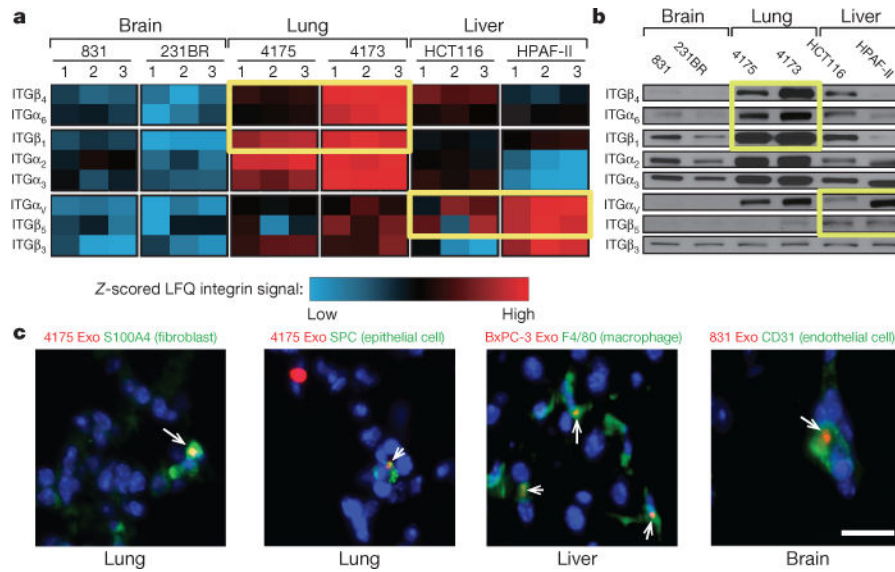 a
Brain Lung Liver
831 231BR 4175 4173 HCT116 HPAF-II
1 2 3 1 2 3 1 2 3 1 2 3 1 2 3 1 2 3
ITGβ4
ITGα6
ITGβ1
ITGα2
ITGα3
ITGαV
ITGβ5
ITGβ3
Z-scored LFQ integrin signal:
Low High
b
Brain Lung Liver
831 231BR 4175 4173 HCT116 HPAF-II
ITGβ4
ITGα6
ITGβ1
ITGα2
ITGα3
ITGαV
ITGβ5
ITGβ3
c
4175 Exo S100A4 (fibroblast)
Lung
4175 Exo SPC (epithelial cell)
Lung
BxPC-3 Exo F4/80 (macrophage)
Liver
831 Exo CD31 (endothelial cell)
Brain